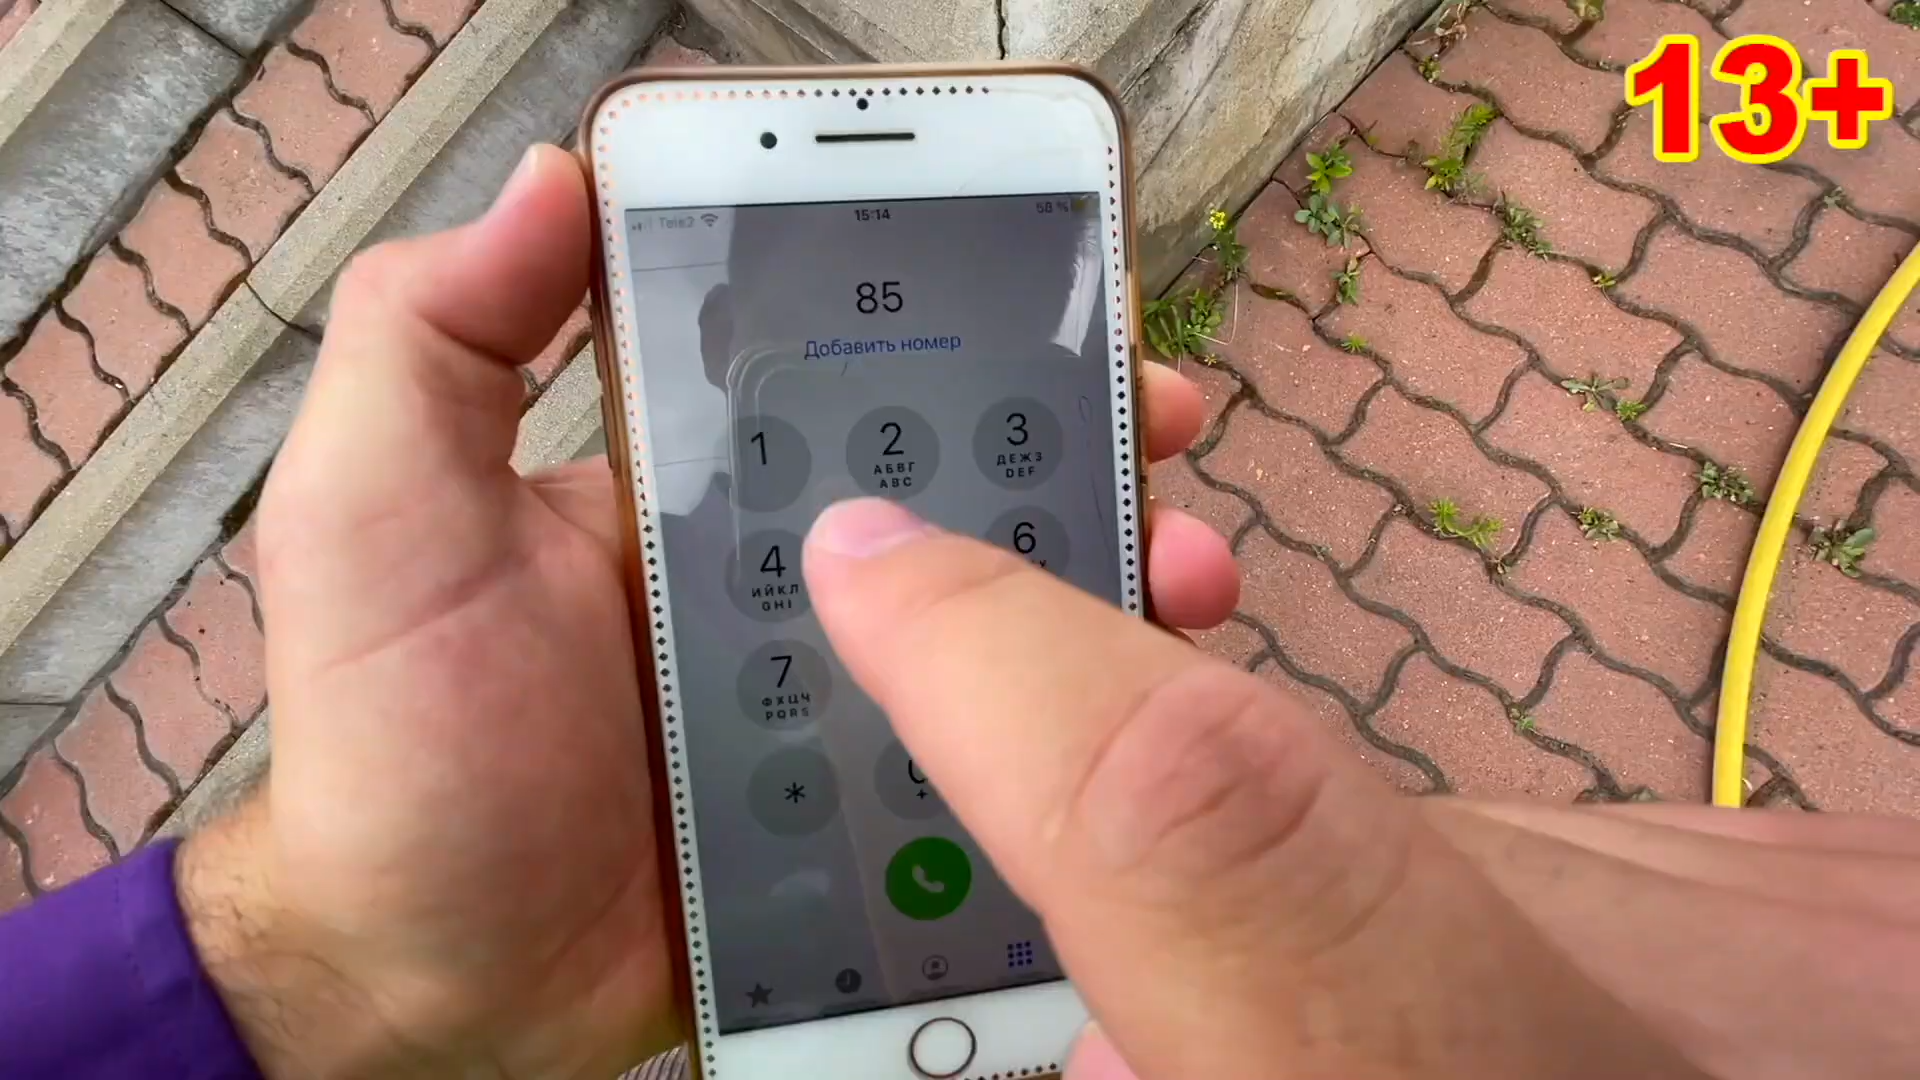 13+
Tele2 15:14 58 %
85
Добавить номер
1 2 3
АБВГ ДЕЖЗ
ABC DEF
4 6
ИЙКЛ
GHI
7
ФХЦЧ
PQRS
* 0
+